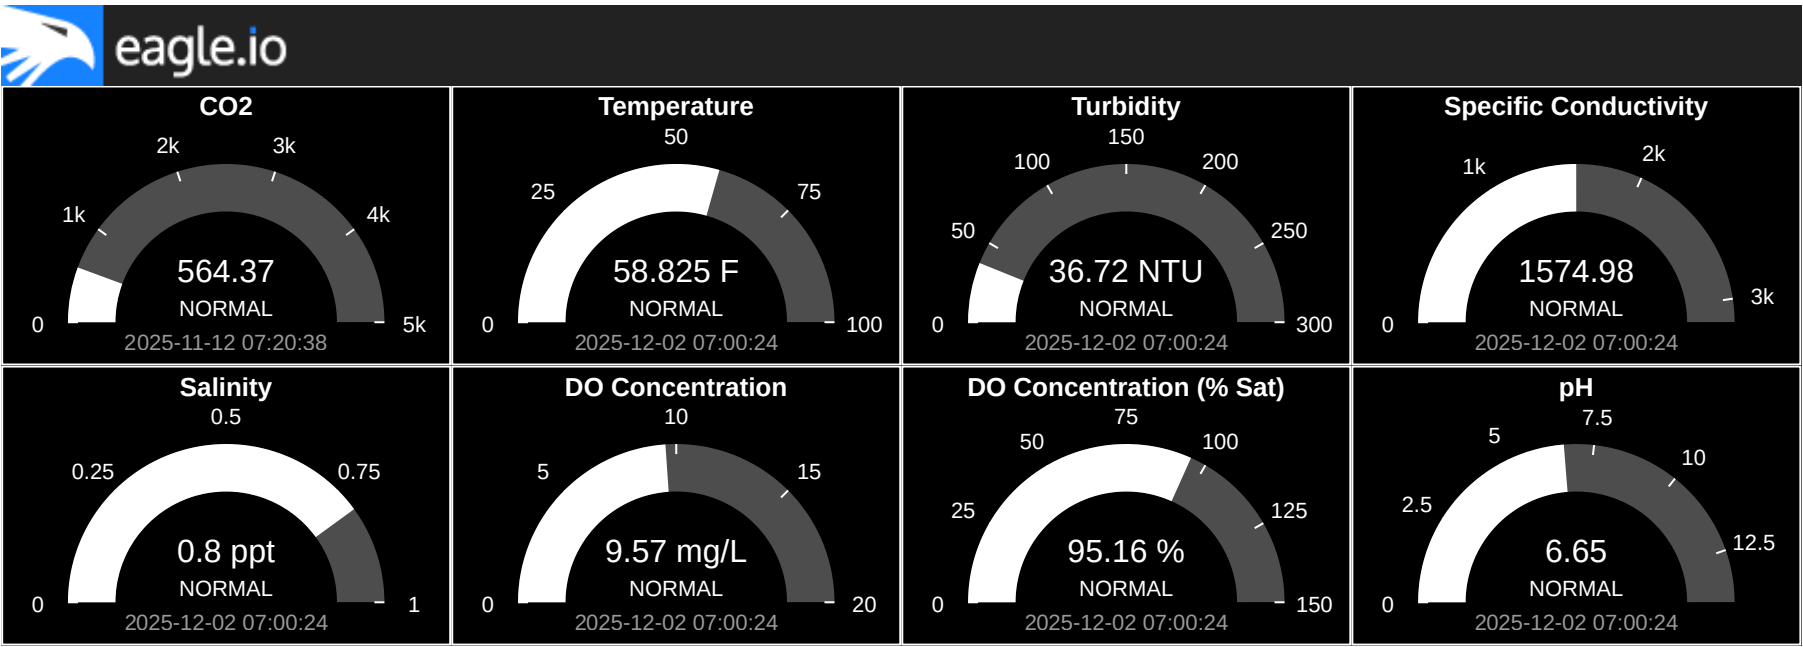 eagle.io
CO2
2k
3k
1k
4k
0
5k
564.37
NORMAL
2025-11-12 07:20:38
Temperature
50
25
75
0
100
58.825 F
NORMAL
2025-12-02 07:00:24
Turbidity
150
100
200
50
250
0
300
36.72 NTU
NORMAL
2025-12-02 07:00:24
Specific Conductivity
1k
2k
3k
0
1574.98
NORMAL
2025-12-02 07:00:24
Salinity
0.5
0.25
0.75
0
1
0.8 ppt
NORMAL
2025-12-02 07:00:24
DO Concentration
10
5
15
0
20
9.57 mg/L
NORMAL
2025-12-02 07:00:24
DO Concentration (% Sat)
75
50
100
25
125
0
150
95.16 %
NORMAL
2025-12-02 07:00:24
pH
7.5
5
10
2.5
12.5
0
6.65
NORMAL
2025-12-02 07:00:24